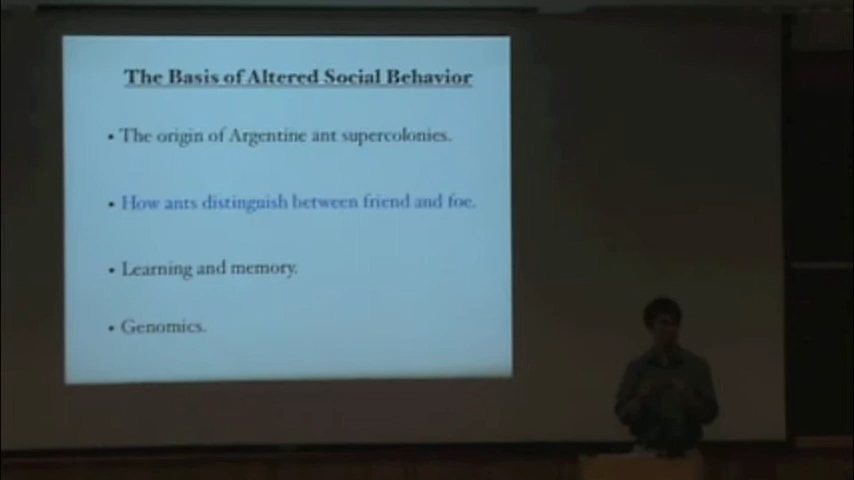 The Basis of Altered Social Behavior
• The origin of Argentine ant supercolonies.
• How ants distinguish between friend and foe.
• Learning and memory.
• Genomics.